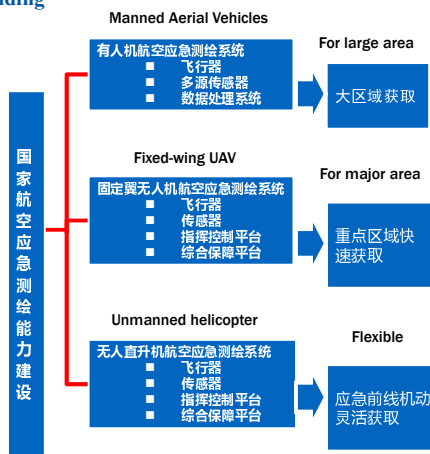 Manned Aerial Vehicles
有人机航空应急测绘系统
■ 飞行器
■ 多源传感器
■ 数据处理系统
For large area
大区域获取
国家航空应急测绘能力建设
Fixed-wing UAV
固定翼无人机航空应急测绘系统
■ 飞行器
■ 传感器
■ 指挥控制平台
■ 综合保障平台
For major area
重点区域快
速获取
Unmanned helicopter
无人直升机航空应急测绘系统
■ 飞行器
■ 传感器
■ 指挥控制平台
■ 综合保障平台
Flexible
应急前线机动
灵活获取